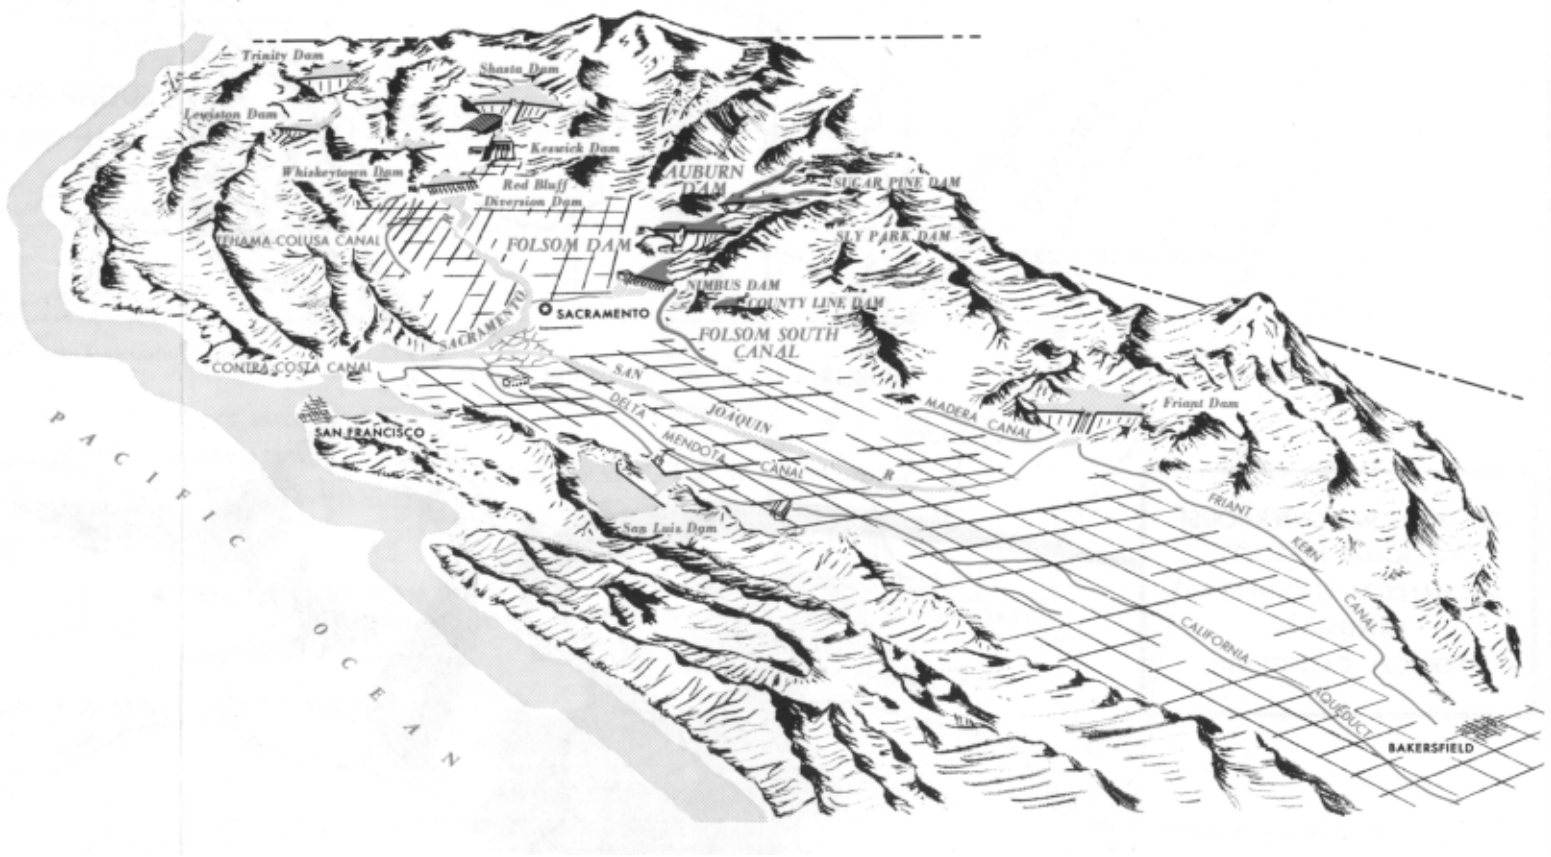 Trinity Dam
Shasta Dam
Lewiston Dam
Keswick Dam
Whiskeytown Dam
Red Bluff
Diversion Dam
AUBURN
DAM
SUGAR PINE DAM
TEHAMA-COLUSA CANAL
R
FOLSOM DAM
SLY PARK DAM
NIMBUS DAM
COUNTY LINE DAM
SACRAMENTO
SACRAMENTO
FOLSOM SOUTH
CANAL
CONTRA COSTA CANAL
SAN
JOAQUIN
R
DELTA
MENDOTA
CANAL
MADERA CANAL
Friant Dam
SAN FRANCISCO
San Luis Dam
FRIANT
KERN
CANAL
CALIFORNIA
AQUEDUCT
BAKERSFIELD
PACIFIC
OCEAN